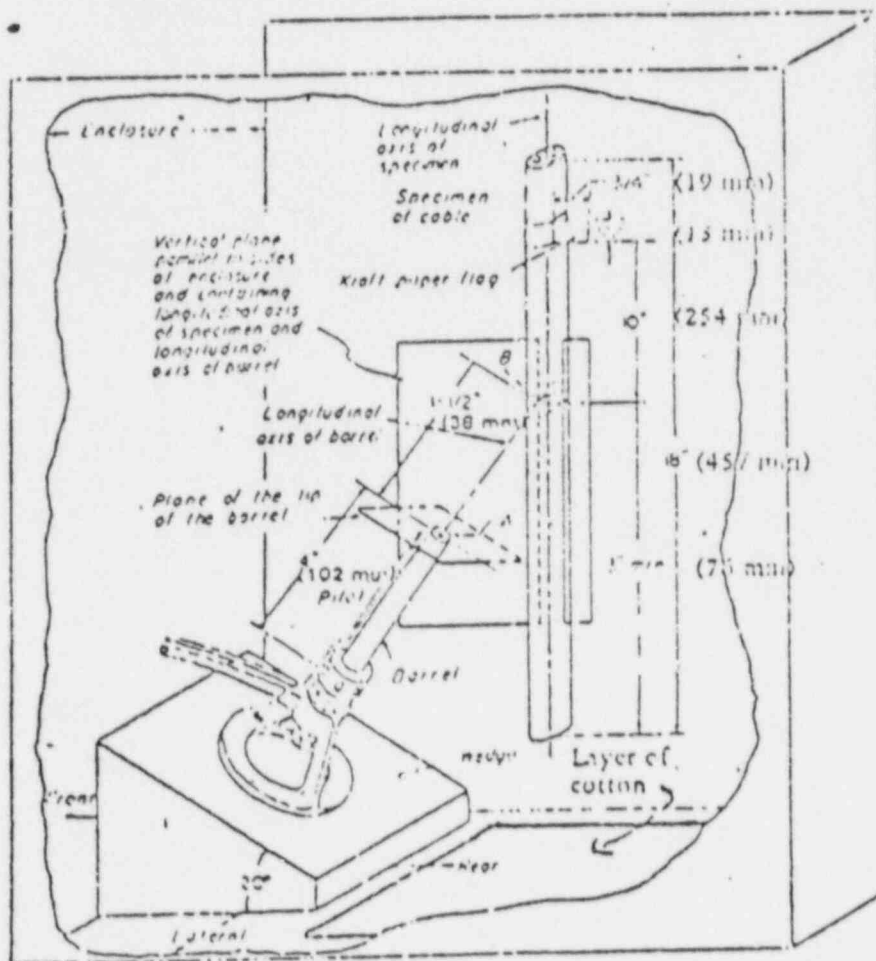 Enclosure
Longitudinal
axis of
specimen
Specimen
of cable
3/4" (19 mm)
(13 mm)
Vertical plane
parallel to sides
of enclosure
and containing
longitudinal axis
of specimen and
longitudinal
axis of barrel
Kraft paper flag
10" (254 mm)
B
1-1/2"
(38 mm)
Longitudinal
axis of barrel
18" (457 mm)
Plane of the tip
of the barrel
A
4"
(102 mm)
Pilot
(75 mm)
Barrel
Wedge
Layer of
cotton
Front
Rear
20°
Lateral